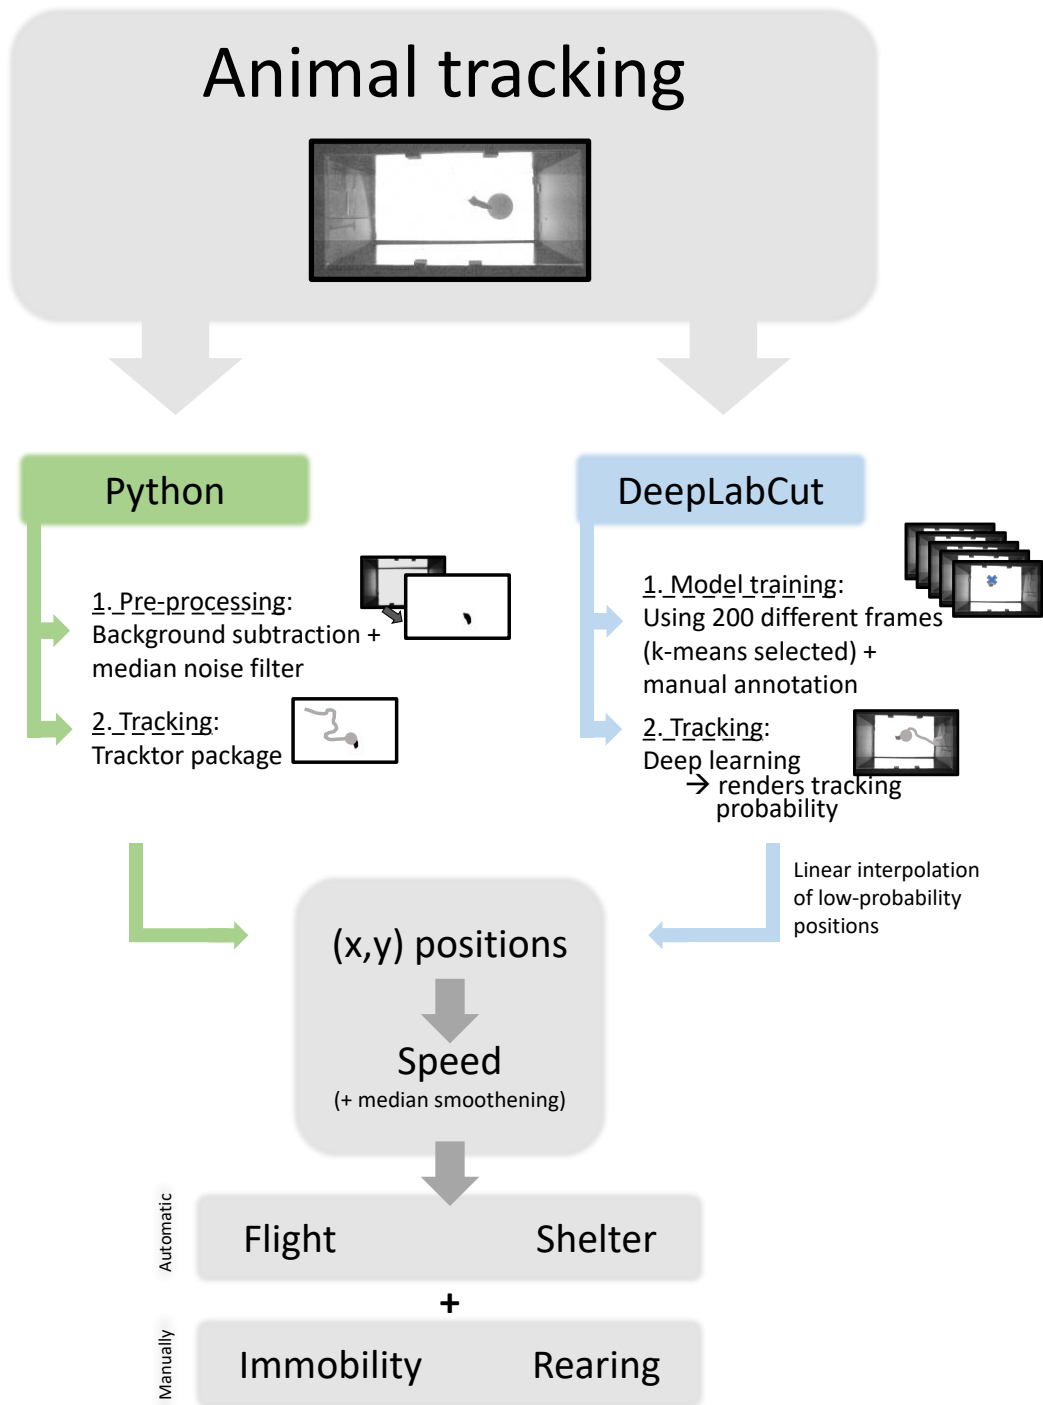 Animal tracking
Python
1. Pre-processing:
Background subtraction +
median noise filter
2. Tracking:
Tracktor package
DeepLabCut
1. Model training:
Using 200 different frames
(k-means selected) +
manual annotation
2. Tracking:
Deep learning
→ renders tracking
probability
Linear interpolation
of low-probability
positions
(x,y) positions
Speed
(+ median smoothening)
Automatic
Flight
Shelter
+
Manually
Immobility
Rearing